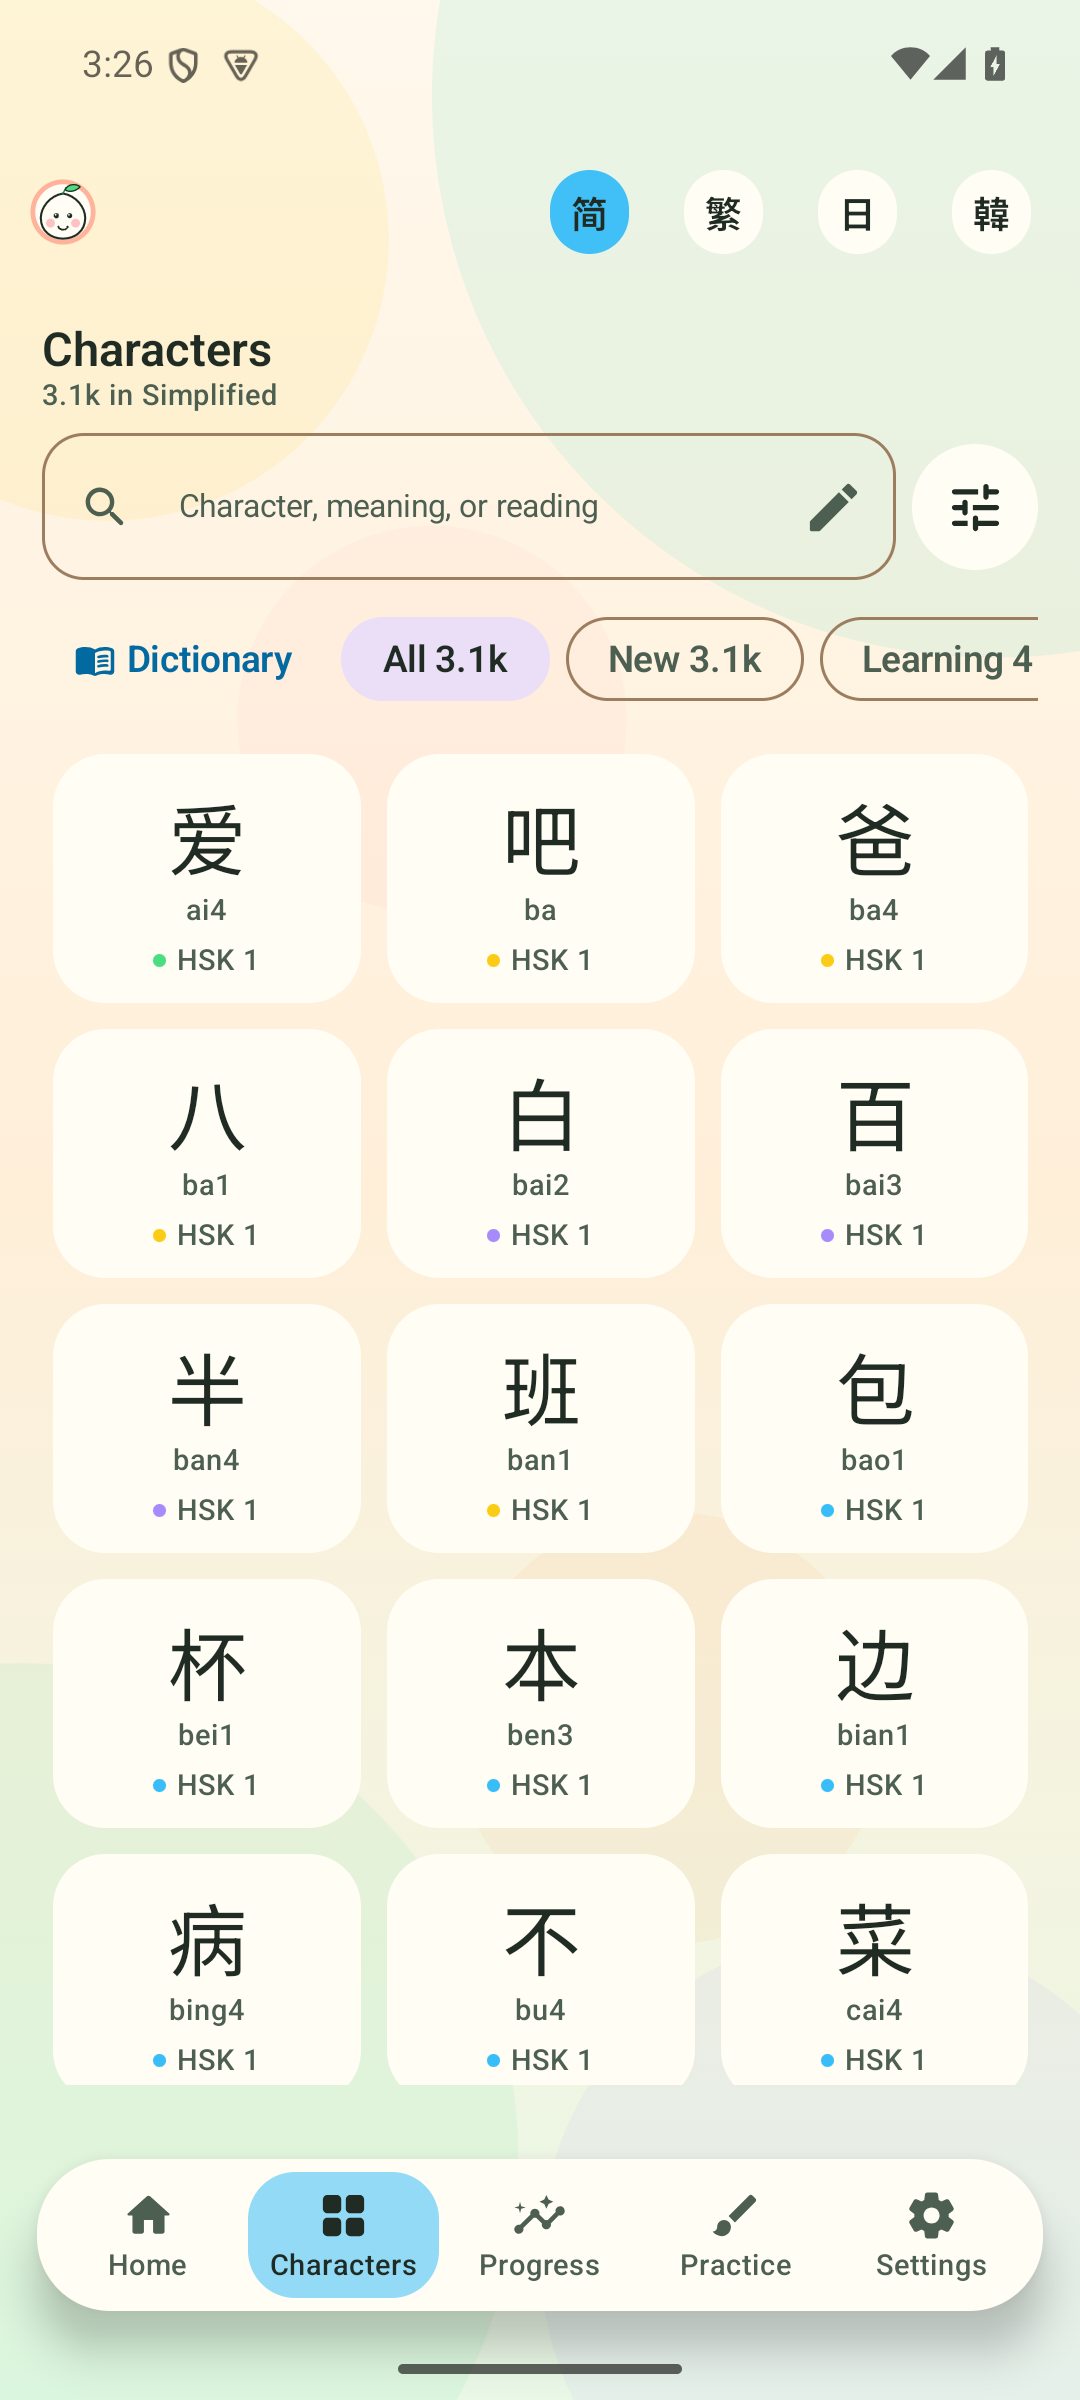 3:26
简 繁 日 韓
Characters
3.1k in Simplified
Character, meaning, or reading
Dictionary All 3.1k New 3.1k Learning 4
爱 吧 爸
ai4 ba ba4
HSK 1 HSK 1 HSK 1
八 白 百
ba1 bai2 bai3
HSK 1 HSK 1 HSK 1
半 班 包
ban4 ban1 bao1
HSK 1 HSK 1 HSK 1
杯 本 边
bei1 ben3 bian1
HSK 1 HSK 1 HSK 1
病 不 菜
bing4 bu4 cai4
HSK 1 HSK 1 HSK 1
Home Characters Progress Practice Settings